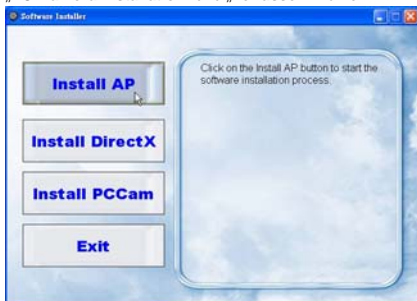 Software Installer
Install AP
Click on the Install AP button to start the
software installation process.
Install DirectX
Install PCCam
Exit